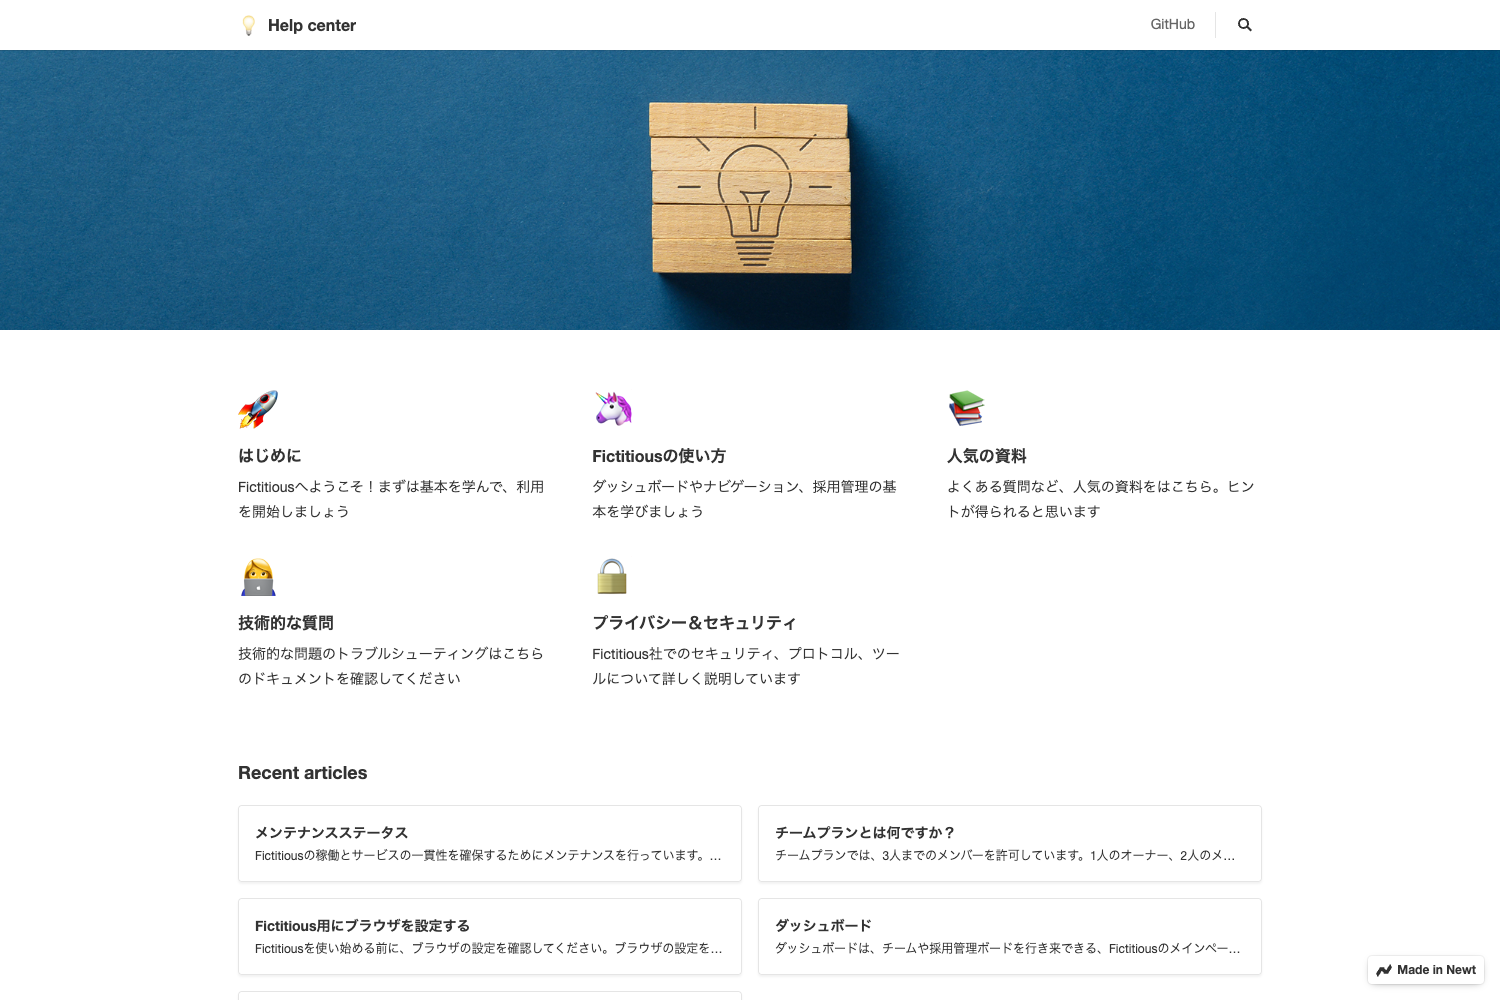 Help center
GitHub
はじめに
Fictitiousへようこそ！まずは基本を学んで、利用
を開始しましょう
Fictitiousの使い方
ダッシュボードやナビゲーション、採用管理の基
本を学びましょう
人気の資料
よくある質問など、人気の資料をはこちら。ヒン
トが得られると思います
技術的な質問
技術的な問題のトラブルシューティングはこちら
のドキュメントを確認してください
プライバシー＆セキュリティ
Fictitious社でのセキュリティ、プロトコル、ツー
ルについて詳しく説明しています
Recent articles
メンテナンスステータス
Fictitiousの稼働とサービスの一貫性を確保するためにメンテナンスを行っています。…
チームプランとは何ですか？
チームプランでは、3人までのメンバーを許可しています。1人のオーナー、2人のメ…
Fictitious用にブラウザを設定する
Fictitiousを使い始める前に、ブラウザの設定を確認してください。ブラウザの設定を…
ダッシュボード
ダッシュボードは、チームや採用管理ボードを行き来できる、Fictitiousのメインペー…
Made in Newt